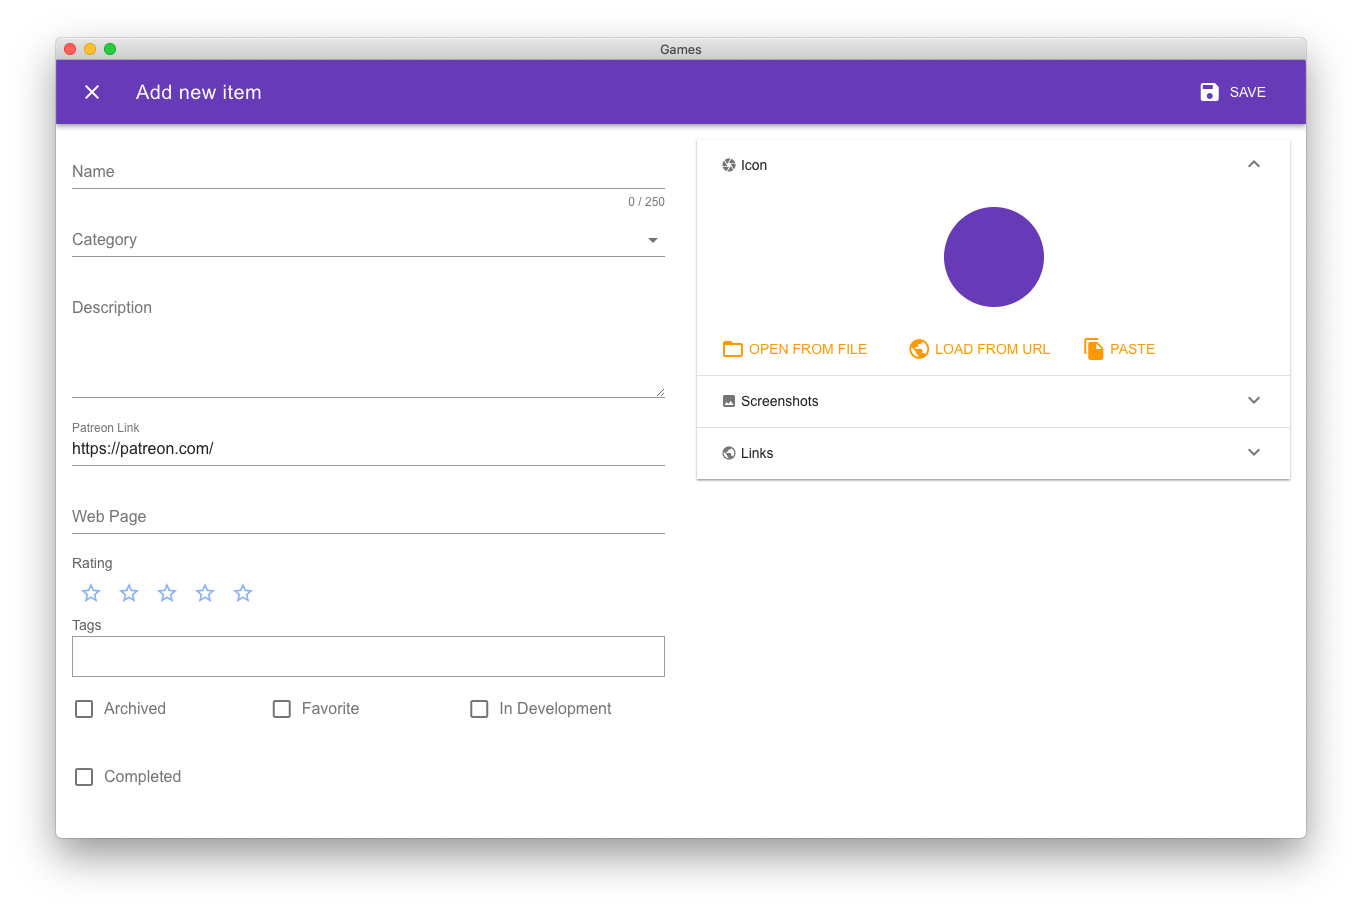 Games
Add new item
SAVE
Name
0 / 250
Category
Description
Patreon Link
https://patreon.com/
Web Page
Rating
Tags
Archived
Favorite
In Development
Completed
Icon
OPEN FROM FILE
LOAD FROM URL
PASTE
Screenshots
Links